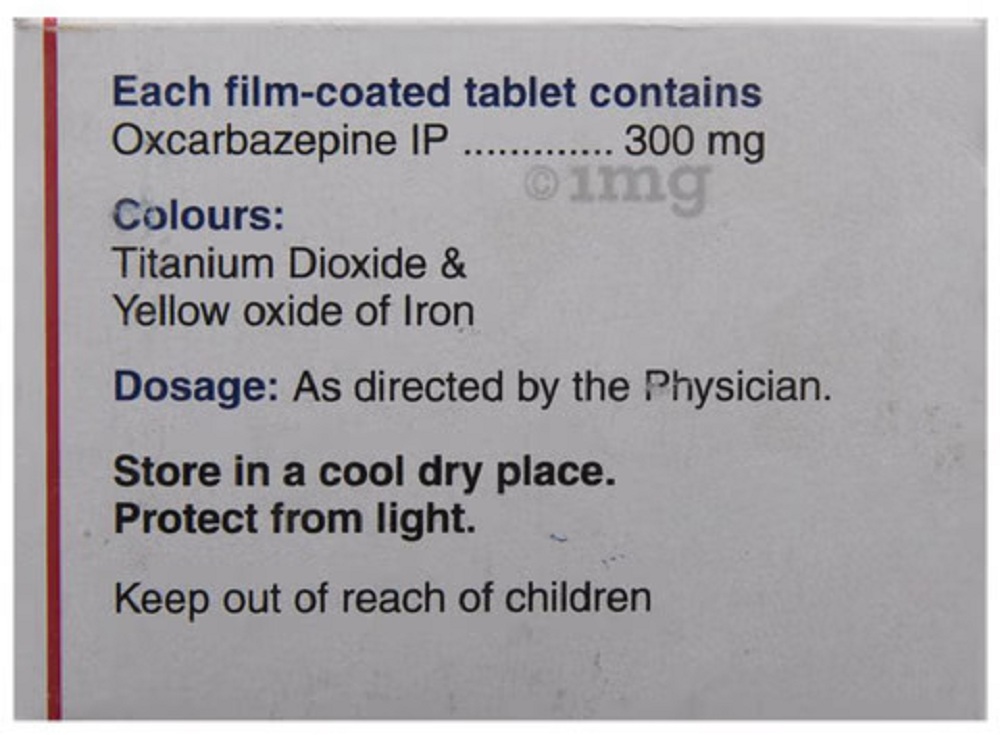 Each film-coated tablet contains
Oxcarbazepine IP ............. 300 mg
© img
Colours:
Titanium Dioxide &
Yellow oxide of Iron
Dosage: As directed by the Physician.
Store in a cool dry place.
Protect from light.
Keep out of reach of children